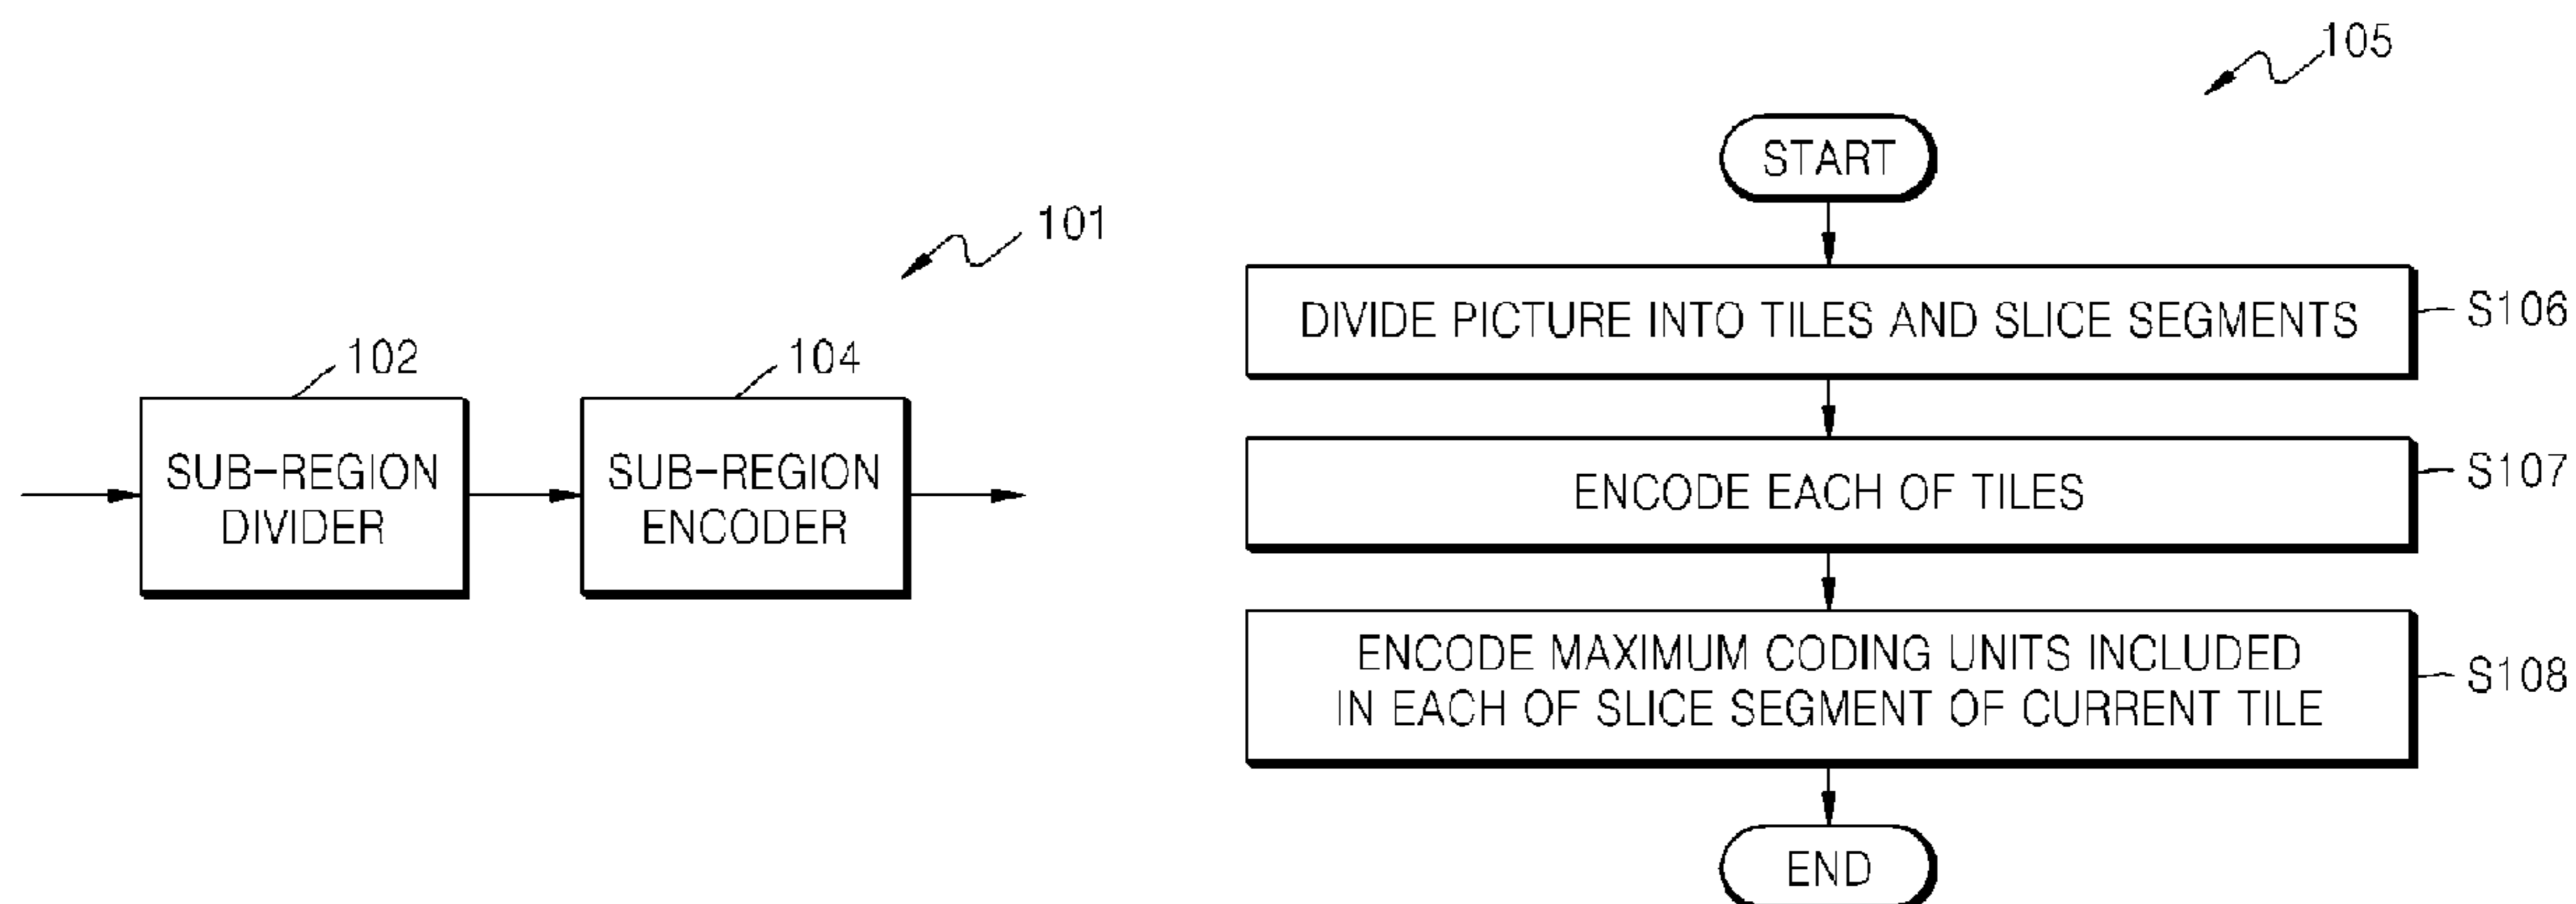 101
102
SUB-REGION
DIVIDER
104
SUB-REGION
ENCODER
105
START
DIVIDE PICTURE INTO TILES AND SLICE SEGMENTS
S106
ENCODE EACH OF TILES
S107
ENCODE MAXIMUM CODING UNITS INCLUDED
IN EACH OF SLICE SEGMENT OF CURRENT TILE
S108
END